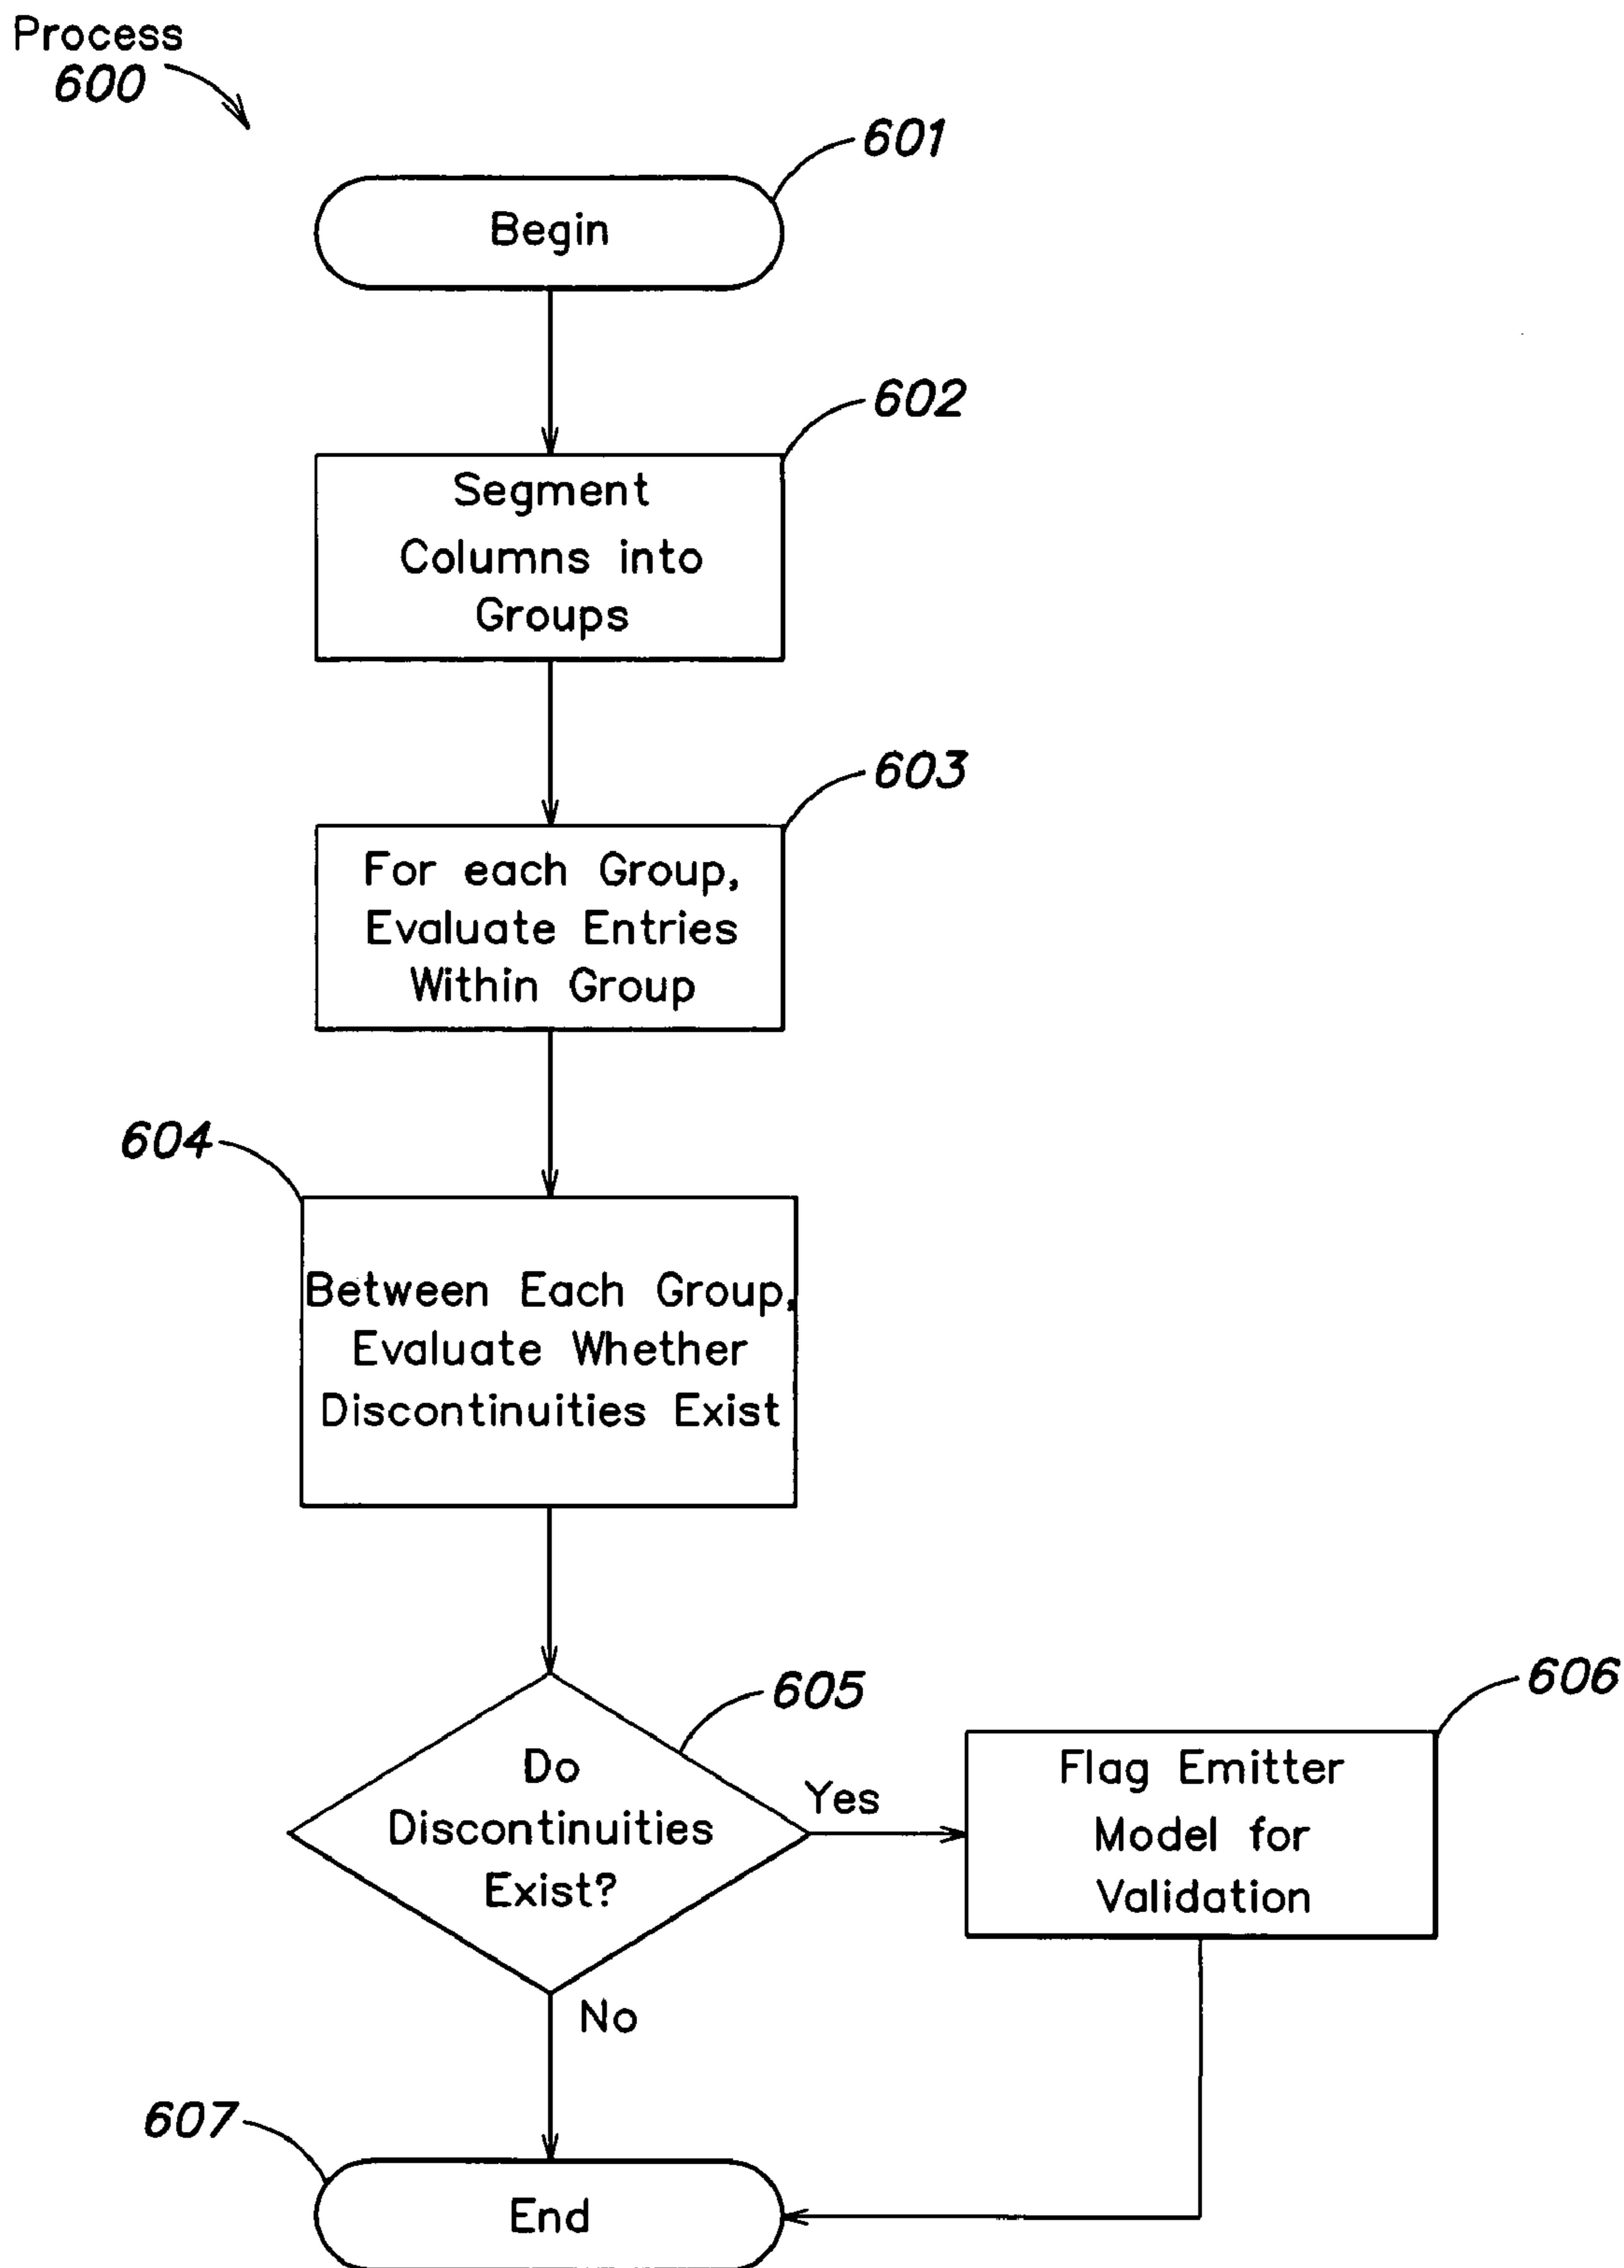 Process
600
601
Begin
602
Segment
Columns into
Groups
603
For each Group,
Evaluate Entries
Within Group
604
Between Each Group,
Evaluate Whether
Discontinuities Exist
605
Do
Discontinuities
Exist?
Yes
606
Flag Emitter
Model for
Validation
No
607
End